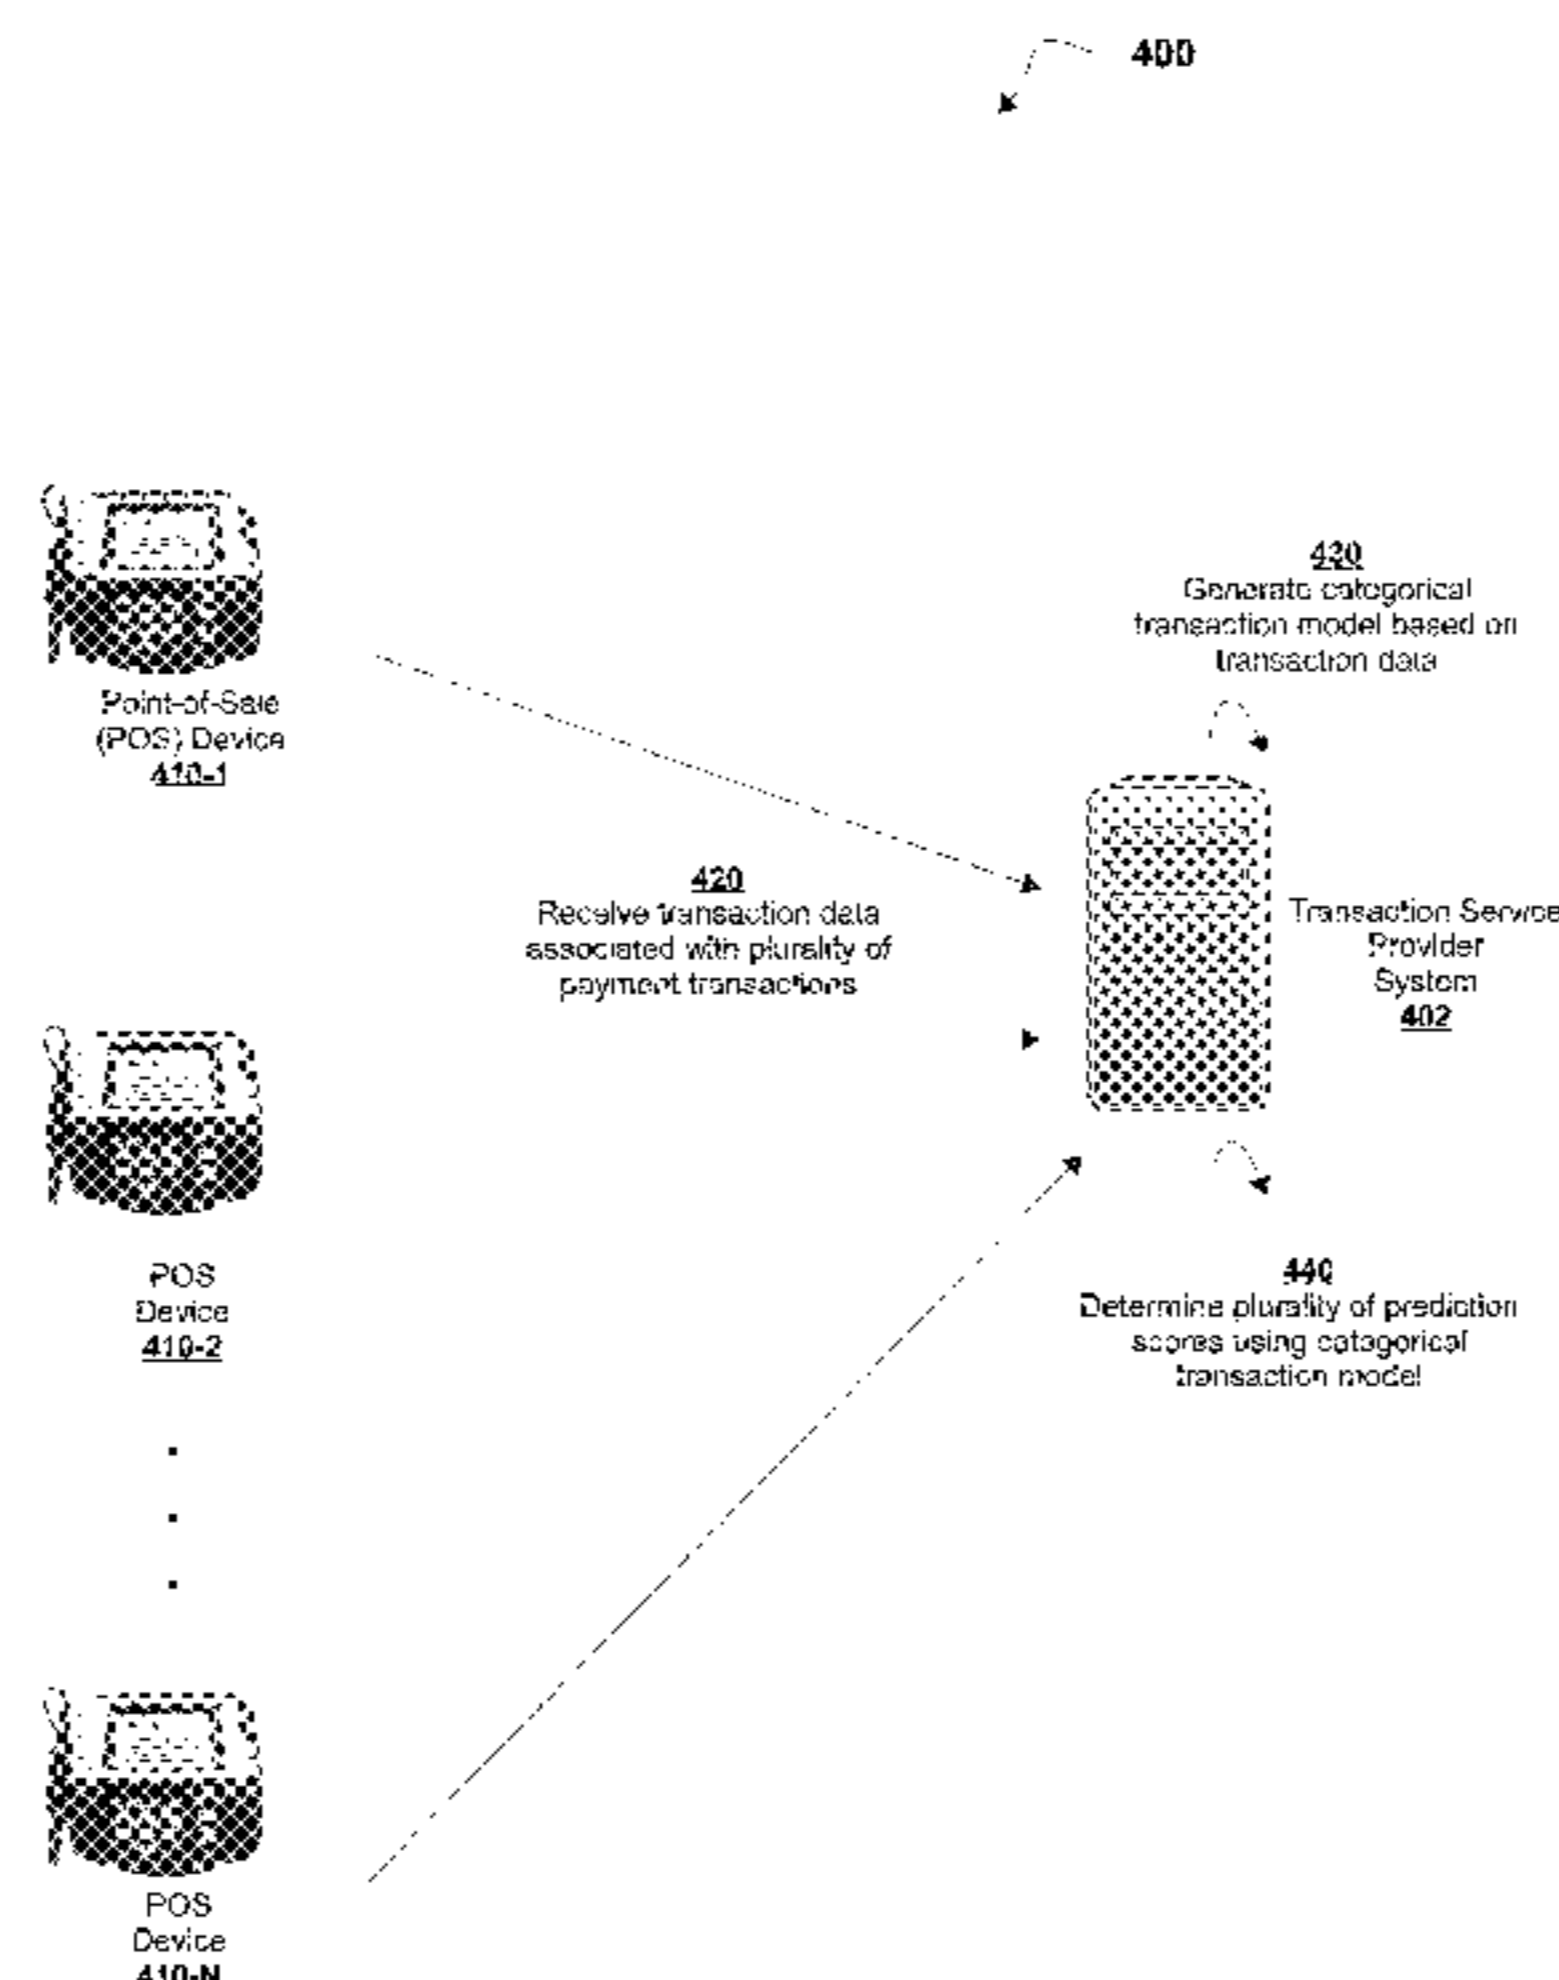 400
430
Generate categorical
transaction model based on
transaction data
Point-of-Sale
(POS) Device
410-1
420
Receive transaction data
associated with plurality of
payment transactions
Transaction Service
Provider
System
402
POS
Device
410-2
440
Determine plurality of prediction
scores using categorical
transaction model
POS
Device
410-N